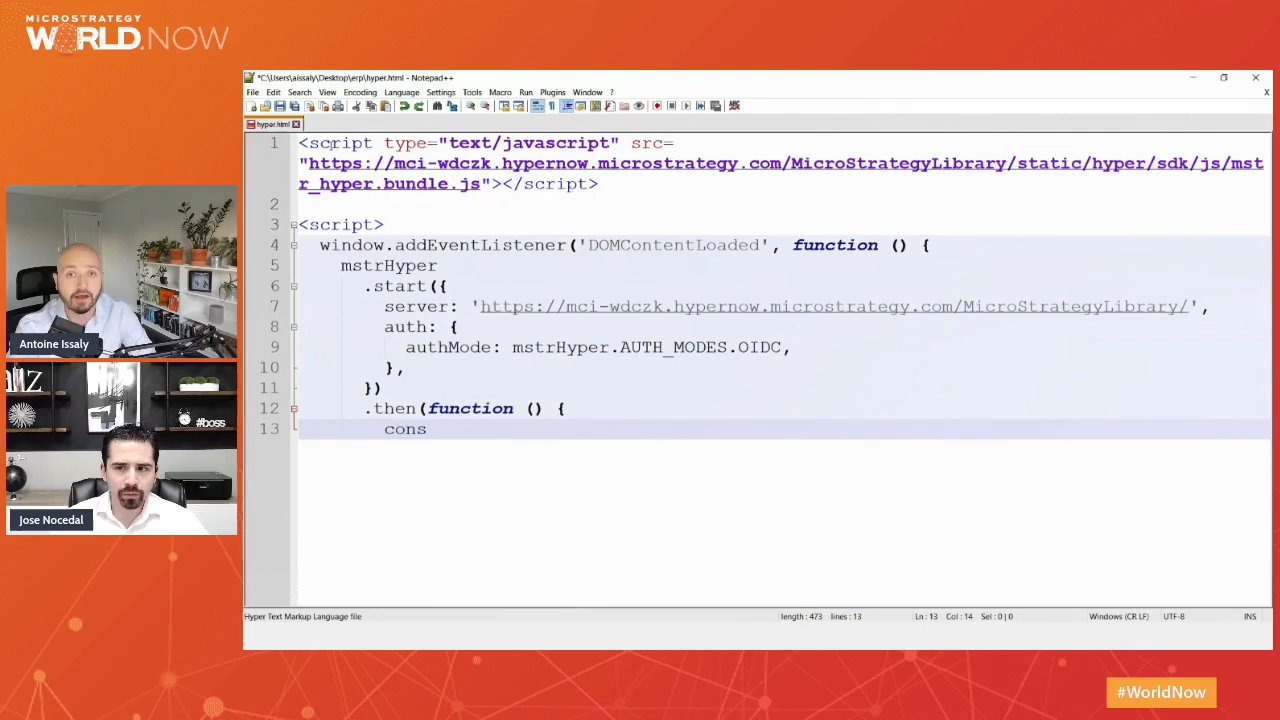 MICROSTRATEGY
WORLD.NOW
*C:\Users\aissaly\Desktop\erp\hyper.html - Notepad++
File Edit Search View Encoding Language Settings Tools Macro Run Plugins Window ?
X
hyper.html
1 <script type="text/javascript" src=
"https://mci-wdczk.hypernow.microstrategy.com/MicroStrategyLibrary/static/hyper/sdk/js/mst
r_hyper.bundle.js"></script>
2
3 <script>
4 window.addEventListener('DOMContentLoaded', function () {
5 mstrHyper
6 .start({
7 server: 'https://mci-wdczk.hypernow.microstrategy.com/MicroStrategyLibrary/',
8 auth: {
9 authMode: mstrHyper.AUTH_MODES.OIDC,
10 },
11 })
12 .then(function () {
13 cons
Antoine Issaly
#boss
Jose Nocedal
Hyper Text Markup Language file
length : 473 lines : 13
Ln : 13 Col : 14 Sel : 0 | 0
Windows (CR LF)
UTF-8
INS
#WorldNow